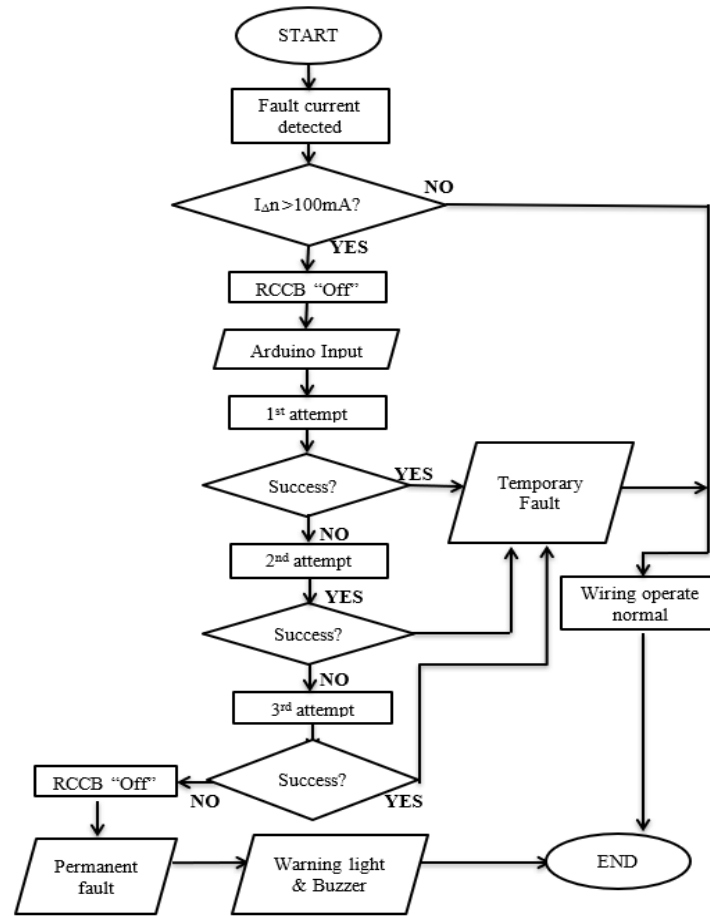 START
Fault current
detected
NO
I∆n>100mA?
YES
RCCB “Off”
Arduino Input
1st attempt
YES
Success?
Temporary
Fault
NO
2nd attempt
YES
Wiring operate
normal
Success?
NO
3rd attempt
RCCB “Off”
Success?
NO
YES
Permanent
fault
Warning light
& Buzzer
END